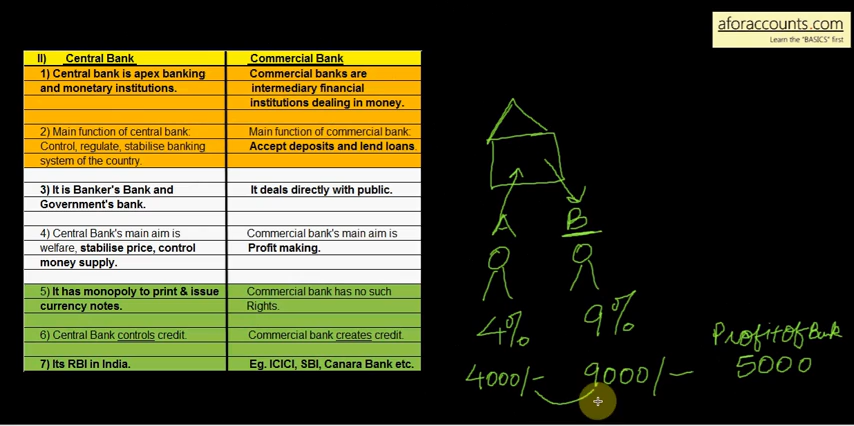 aforaccounts.com
Learn the "BASICS" first
II) Central Bank
Commercial Bank
1) Central bank is apex banking
and monetary institutions.
Commercial banks are
intermediary financial
institutions dealing in money.
2) Main function of central bank:
Control, regulate, stabilise banking
system of the country.
Main function of commercial bank:
Accept deposits and lend loans.
3) It is Banker's Bank and
Government's bank.
It deals directly with public.
4) Central Bank's main aim is
welfare, stabilise price, control
money supply.
Commercial bank's main aim is
Profit making.
5) It has monopoly to print & issue
currency notes.
Commercial bank has no such
Rights.
6) Central Bank controls credit.
Commercial bank creates credit.
7) Its RBI in India.
Eg. ICICI, SBI, Canara Bank etc.
A B
4% 9%
Profit of Bank
4000/- 9000/- 5000